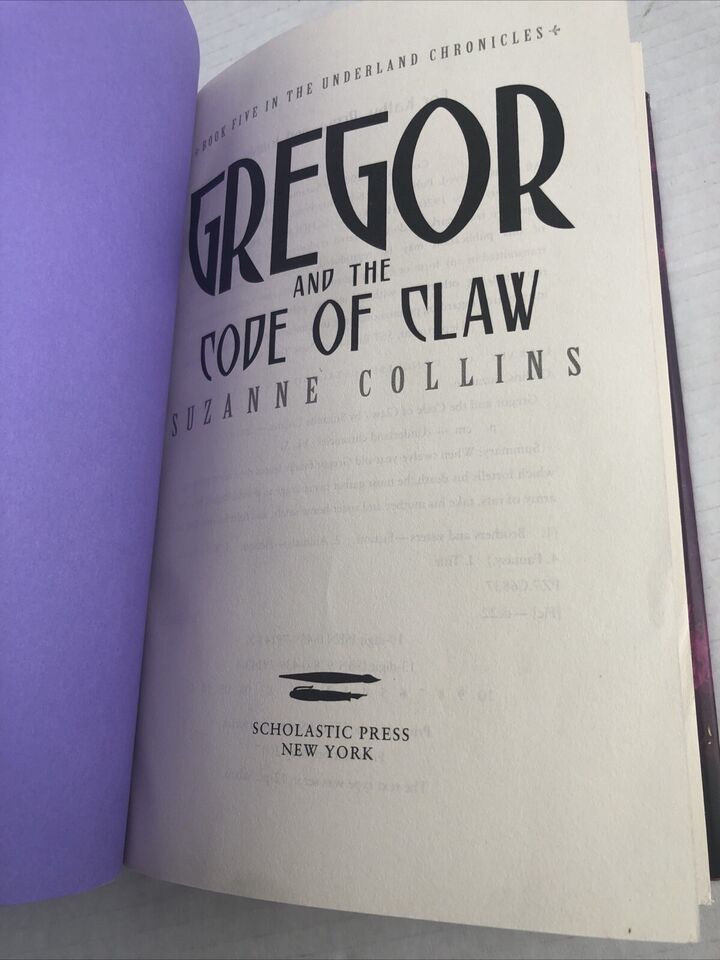 BOOK FIVE IN THE UNDERLAND CHRONICLES
GREGOR
AND THE
CODE OF CLAW
SUZANNE COLLINS
SCHOLASTIC PRESS
NEW YORK